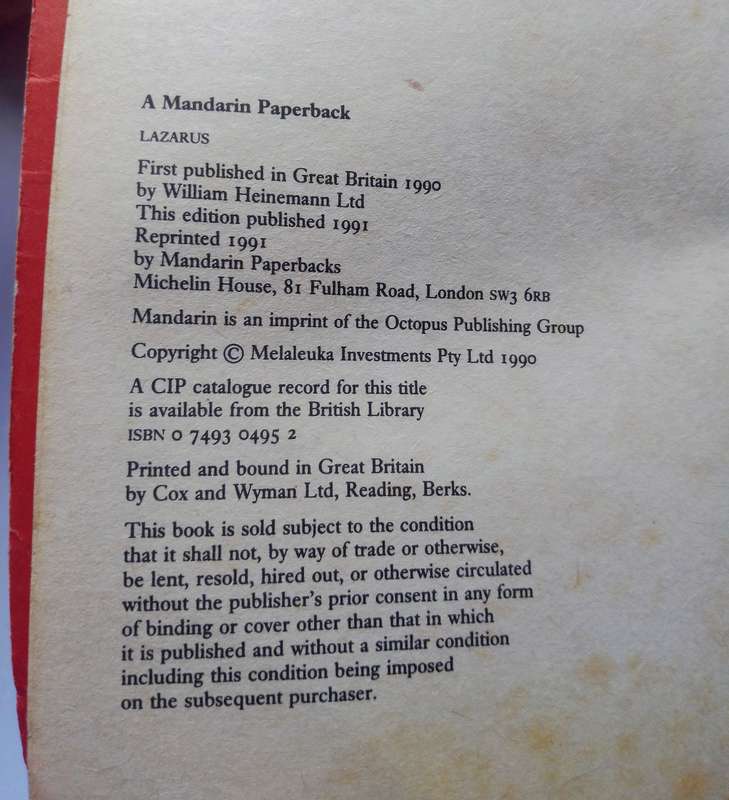 A Mandarin Paperback
LAZARUS
First published in Great Britain 1990
by William Heinemann Ltd
This edition published 1991
Reprinted 1991
by Mandarin Paperbacks
Michelin House, 81 Fulham Road, London SW3 6RB
Mandarin is an imprint of the Octopus Publishing Group
Copyright © Melaleuka Investments Pty Ltd 1990
A CIP catalogue record for this title
is available from the British Library
ISBN 0 7493 0495 2
Printed and bound in Great Britain
by Cox and Wyman Ltd, Reading, Berks.
This book is sold subject to the condition
that it shall not, by way of trade or otherwise,
be lent, resold, hired out, or otherwise circulated
without the publisher's prior consent in any form
of binding or cover other than that in which
it is published and without a similar condition
including this condition being imposed
on the subsequent purchaser.